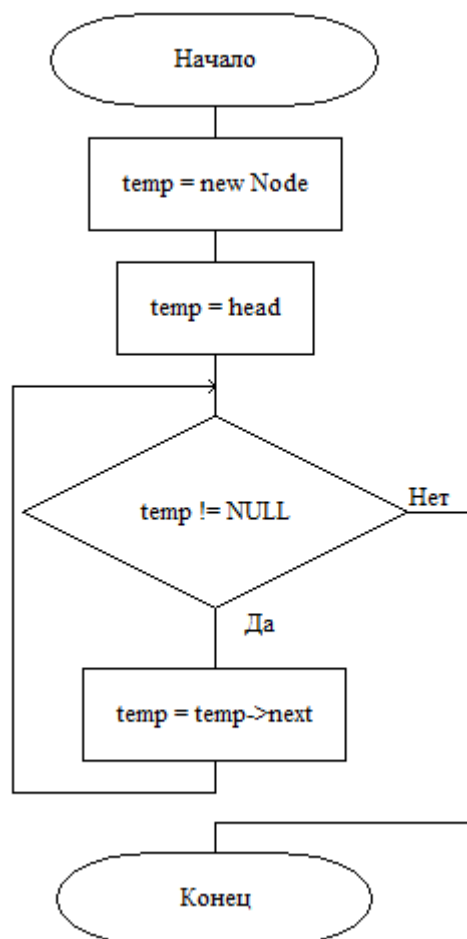 Начало
temp = new Node
temp = head
temp != NULL
Нет
Да
temp = temp->next
Конец